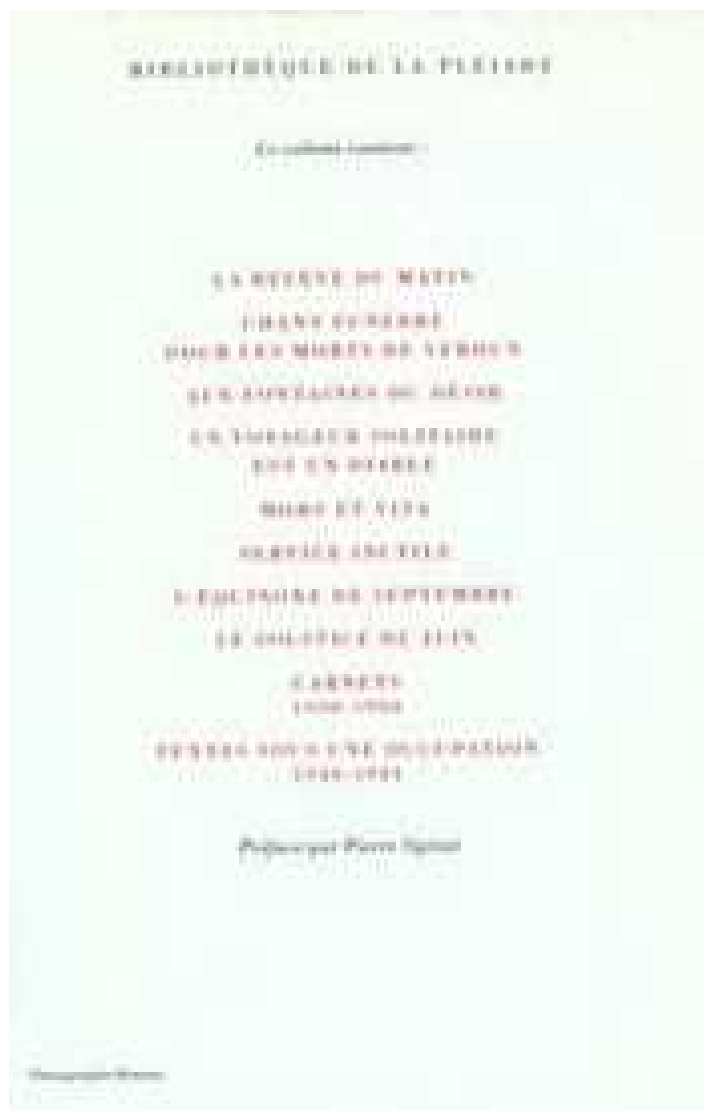 BIBLIOTHÈQUE DE LA PLÉIADE
Ce volume contient :
LA RELÈVE DU MATIN
CHANT FUNÈBRE
POUR LES MORTS DE VERDUN
AUX FONTAINES DU DÉSIR
UN VOYAGEUR SOLITAIRE
EST UN DIABLE
MORS ET VITA
SERVICE INUTILE
L'ÉQUINOXE DE SEPTEMBRE
LE SOLSTICE DE JUIN
CARNETS
TEXTES SOUS UNE OCCUPATION
Préface par Pierre Sipriot